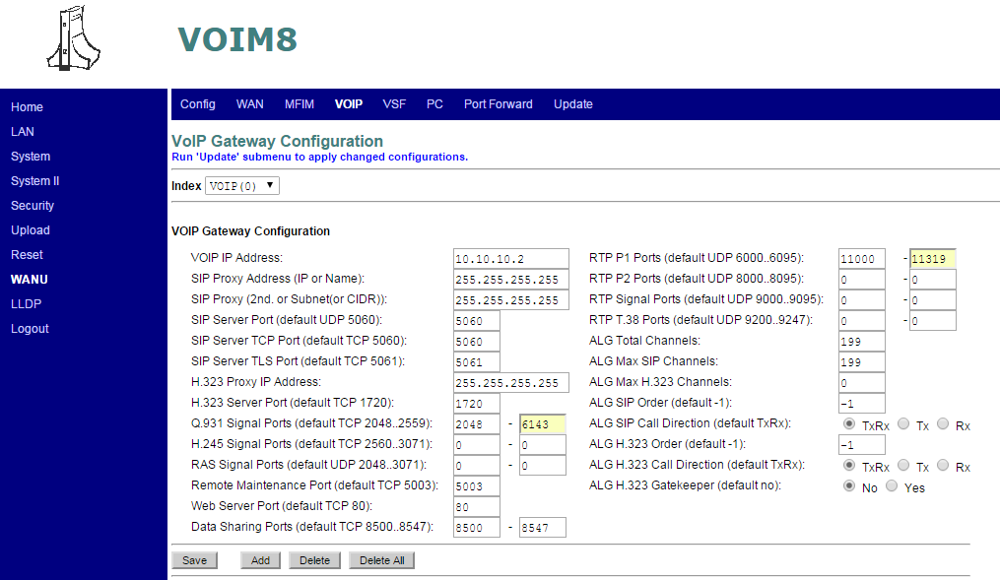 VOIM8
Home
LAN
System
System II
Security
Upload
Reset
WANU
LLDP
Logout
Config WAN MFIM VOIP VSF PC Port Forward Update
VoIP Gateway Configuration
Run 'Update' submenu to apply changed configurations.
Index VOIP(0)
VOIP Gateway Configuration
VOIP IP Address: 10.10.10.2 RTP P1 Ports (default UDP 6000..6095): 11000 - 11319
SIP Proxy Address (IP or Name): 255.255.255.255 RTP P2 Ports (default UDP 8000..8095): 0 - 0
SIP Proxy (2nd. or Subnet(or CIDR)): 255.255.255.255 RTP Signal Ports (default UDP 9000..9095): 0 - 0
SIP Server Port (default UDP 5060): 5060 RTP T.38 Ports (default UDP 9200..9247): 0 - 0
SIP Server TCP Port (default TCP 5060): 5060 ALG Total Channels: 199
SIP Server TLS Port (default TCP 5061): 5061 ALG Max SIP Channels: 199
H.323 Proxy IP Address: 255.255.255.255 ALG Max H.323 Channels: 0
H.323 Server Port (default TCP 1720): 1720 ALG SIP Order (default -1): -1
Q.931 Signal Ports (default TCP 2048..2559): 2048 - 6143 ALG SIP Call Direction (default TxRx): TxRx Tx Rx
H.245 Signal Ports (default TCP 2560..3071): 0 - 0 ALG H.323 Order (default -1): -1
RAS Signal Ports (default UDP 2048..3071): 0 - 0 ALG H.323 Call Direction (default TxRx): TxRx Tx Rx
Remote Maintenance Port (default TCP 5003): 5003 ALG H.323 Gatekeeper (default no): No Yes
Web Server Port (default TCP 80): 80
Data Sharing Ports (default TCP 8500..8547): 8500 - 8547
Save Add Delete Delete All